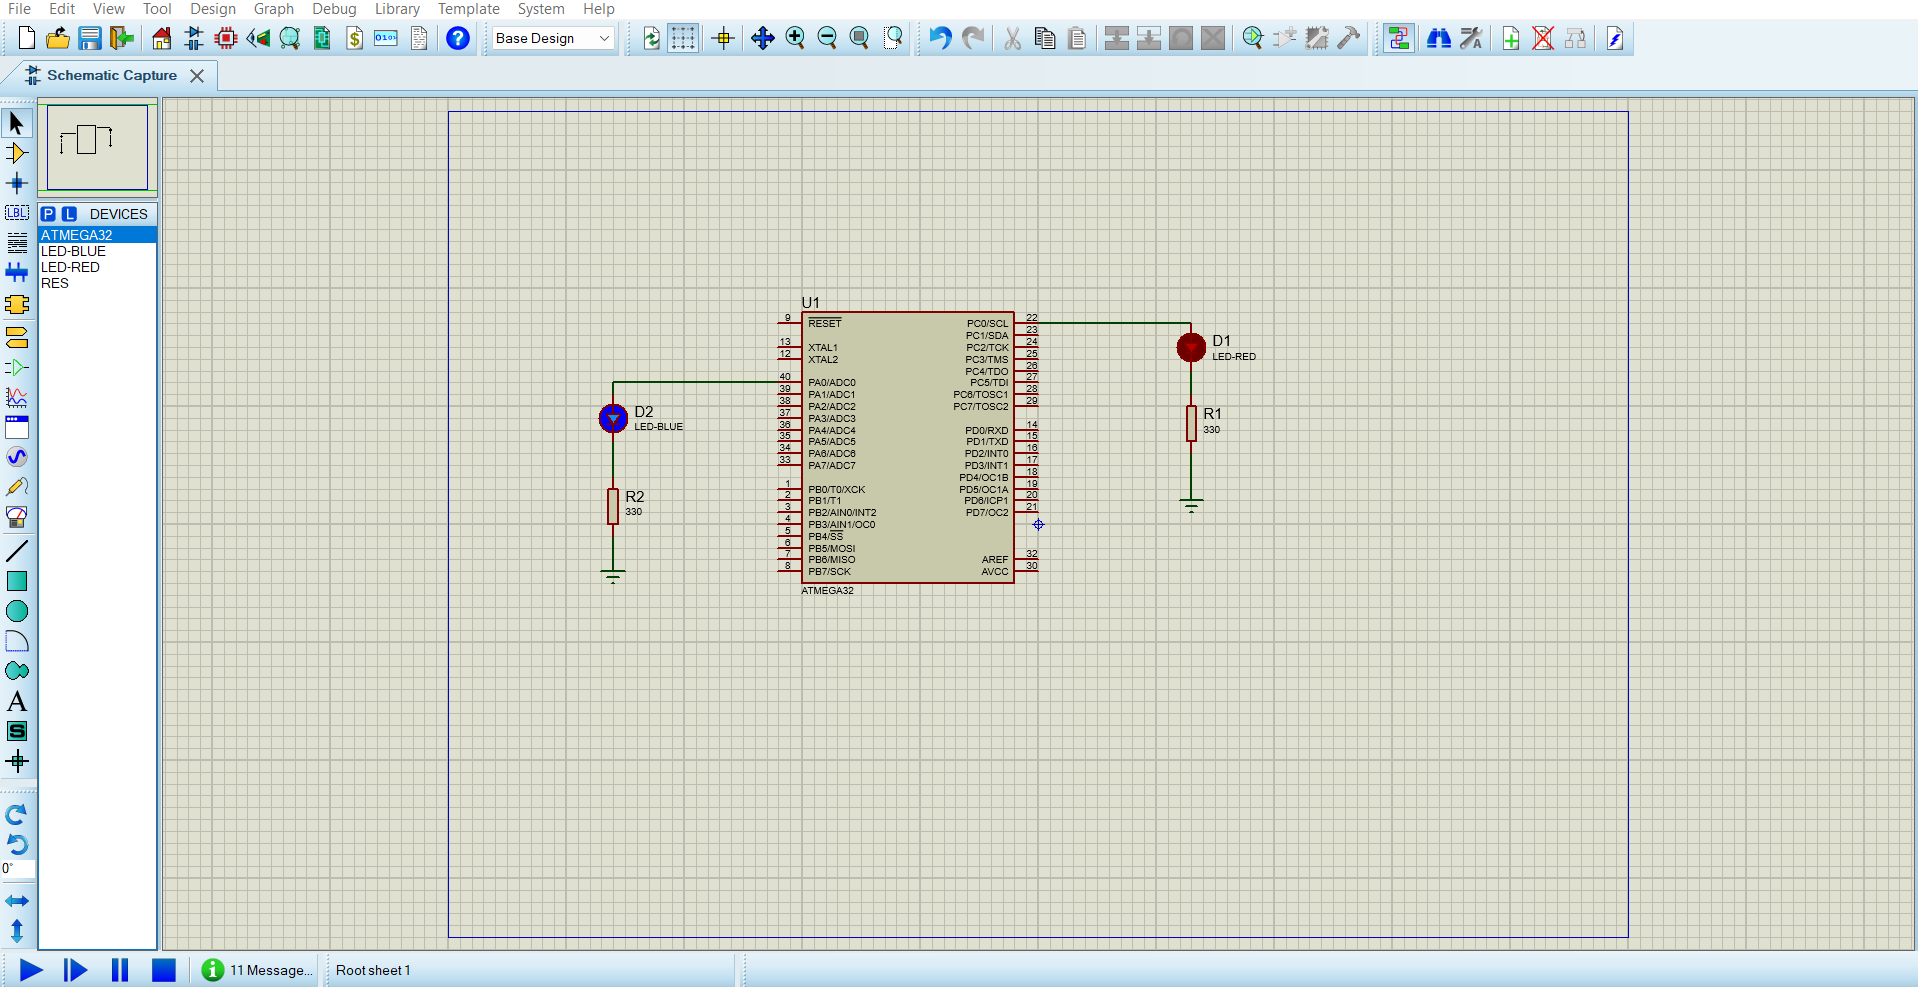 File Edit View Tool Design Graph Debug Library Template System Help
$ 0101 ? Base Design
Schematic Capture
LBL
P L DEVICES
ATMEGA32
LED-BLUE
LED-RED
RES
A
S
0°
U1
9 RESET
13 XTAL1
12 XTAL2
40 PA0/ADC0
39 PA1/ADC1
38 PA2/ADC2
37 PA3/ADC3
36 PA4/ADC4
35 PA5/ADC5
34 PA6/ADC6
33 PA7/ADC7
1 PB0/T0/XCK
2 PB1/T1
3 PB2/AIN0/INT2
4 PB3/AIN1/OC0
5 PB4/SS
6 PB5/MOSI
7 PB6/MISO
8 PB7/SCK
PC0/SCL 22
PC1/SDA 23
PC2/TCK 24
PC3/TMS 25
PC4/TDO 26
PC5/TDI 27
PC6/TOSC1 28
PC7/TOSC2 29
PD0/RXD 14
PD1/TXD 15
PD2/INT0 16
PD3/INT1 17
PD4/OC1B 18
PD5/OC1A 19
PD6/ICP1 20
PD7/OC2 21
AREF 32
AVCC 30
ATMEGA32
D2
LED-BLUE
R2
330
D1
LED-RED
R1
330
11 Message...
Root sheet 1